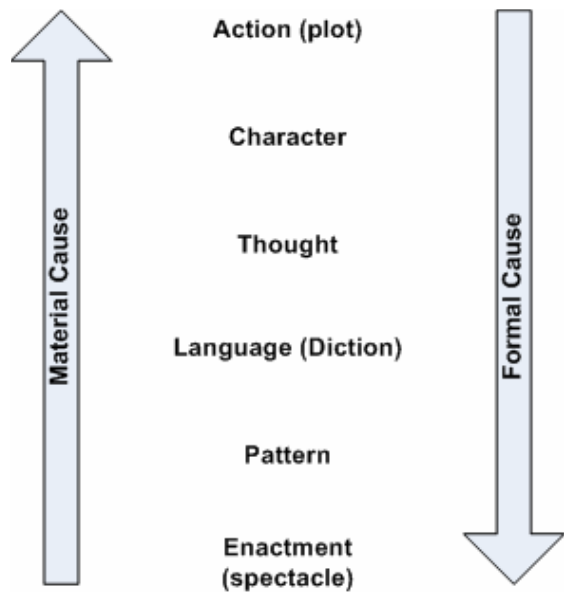 Action (plot)
Character
Thought
Language (Diction)
Pattern
Enactment
(spectacle)
Material Cause
Formal Cause